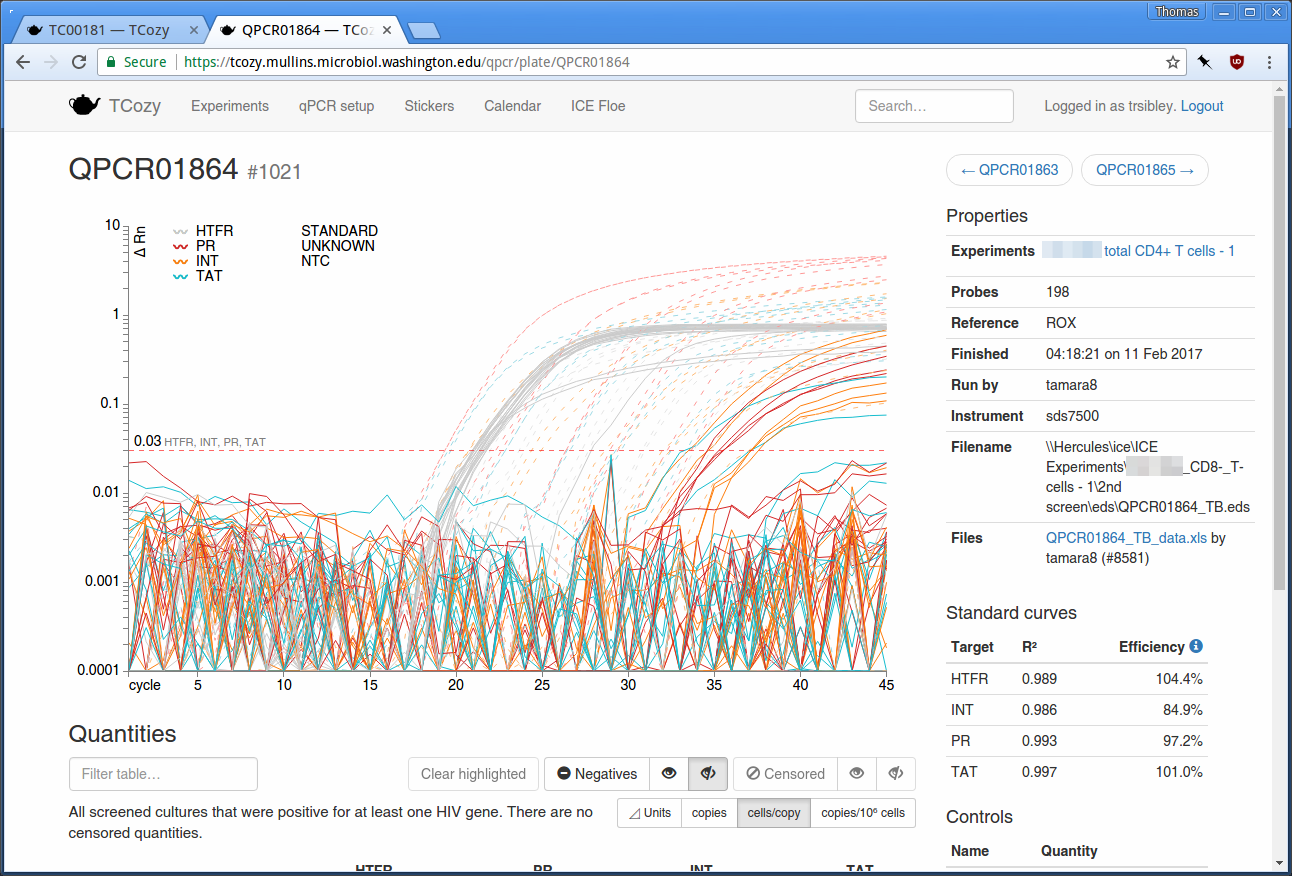 Thomas
TC00181 — TCozy
QPCR01864 — TCoz
Secure
https://tcozy.mullins.microbiol.washington.edu/qpcr/plate/QPCR01864
TCozy
Experiments
qPCR setup
Stickers
Calendar
ICE Floe
Search...
Logged in as trsibley. Logout
QPCR01864 #1021
← QPCR01863
QPCR01865 →
10
1
0.1
0.01
0.001
0.0001
Δ Rn
HTFR
PR
INT
TAT
STANDARD
UNKNOWN
NTC
0.03 HTFR, INT, PR, TAT
cycle
5
10
15
20
25
30
35
40
45
Properties
Experiments total CD4+ T cells - 1
Probes 198
Reference ROX
Finished 04:18:21 on 11 Feb 2017
Run by tamara8
Instrument sds7500
Filename \\Hercules\ice\ICE
Experiments\ _CD8-_T-
cells - 1\2nd
screen\eds\QPCR01864_TB.eds
Files QPCR01864_TB_data.xls by
tamara8 (#8581)
Standard curves
Target R² Efficiency
HTFR 0.989 104.4%
INT 0.986 84.9%
PR 0.993 97.2%
TAT 0.997 101.0%
Controls
Name Quantity
Quantities
Filter table...
Clear highlighted
Negatives
Censored
All screened cultures that were positive for at least one HIV gene. There are no
censored quantities.
Units
copies
cells/copy
copies/10⁶ cells
HTFR PR INT TAT